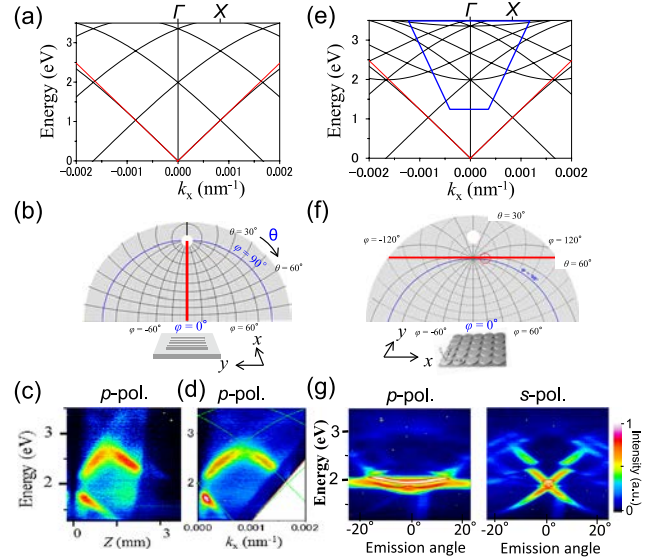 (a)
Γ X
Energy (eV)
3
2
1
0
-0.002 -0.001 0.000 0.001 0.002
kx (nm-1)
(e)
Γ X
Energy (eV)
3
2
1
0
-0.002 -0.001 0.000 0.001 0.002
kx (nm-1)
(b)
θ = 30°
θ
φ = 90°
θ = 60°
φ = -60°
φ = 0°
φ = 60°
x
y
(f)
θ = 30°
φ = -120°
φ = 120°
θ = 60°
φ = -60°
φ = 0°
φ = 60°
y
x
(c)
p-pol.
Energy (eV)
3
2
0 3
Z (mm)
(d)
p-pol.
0.000 0.001 0.002
kx (nm-1)
(g)
p-pol. s-pol.
Energy (eV)
3
2
1
-20° 0° 20°
Emission angle
-20° 0° 20°
Emission angle
1
0
Intensity (a.u.)